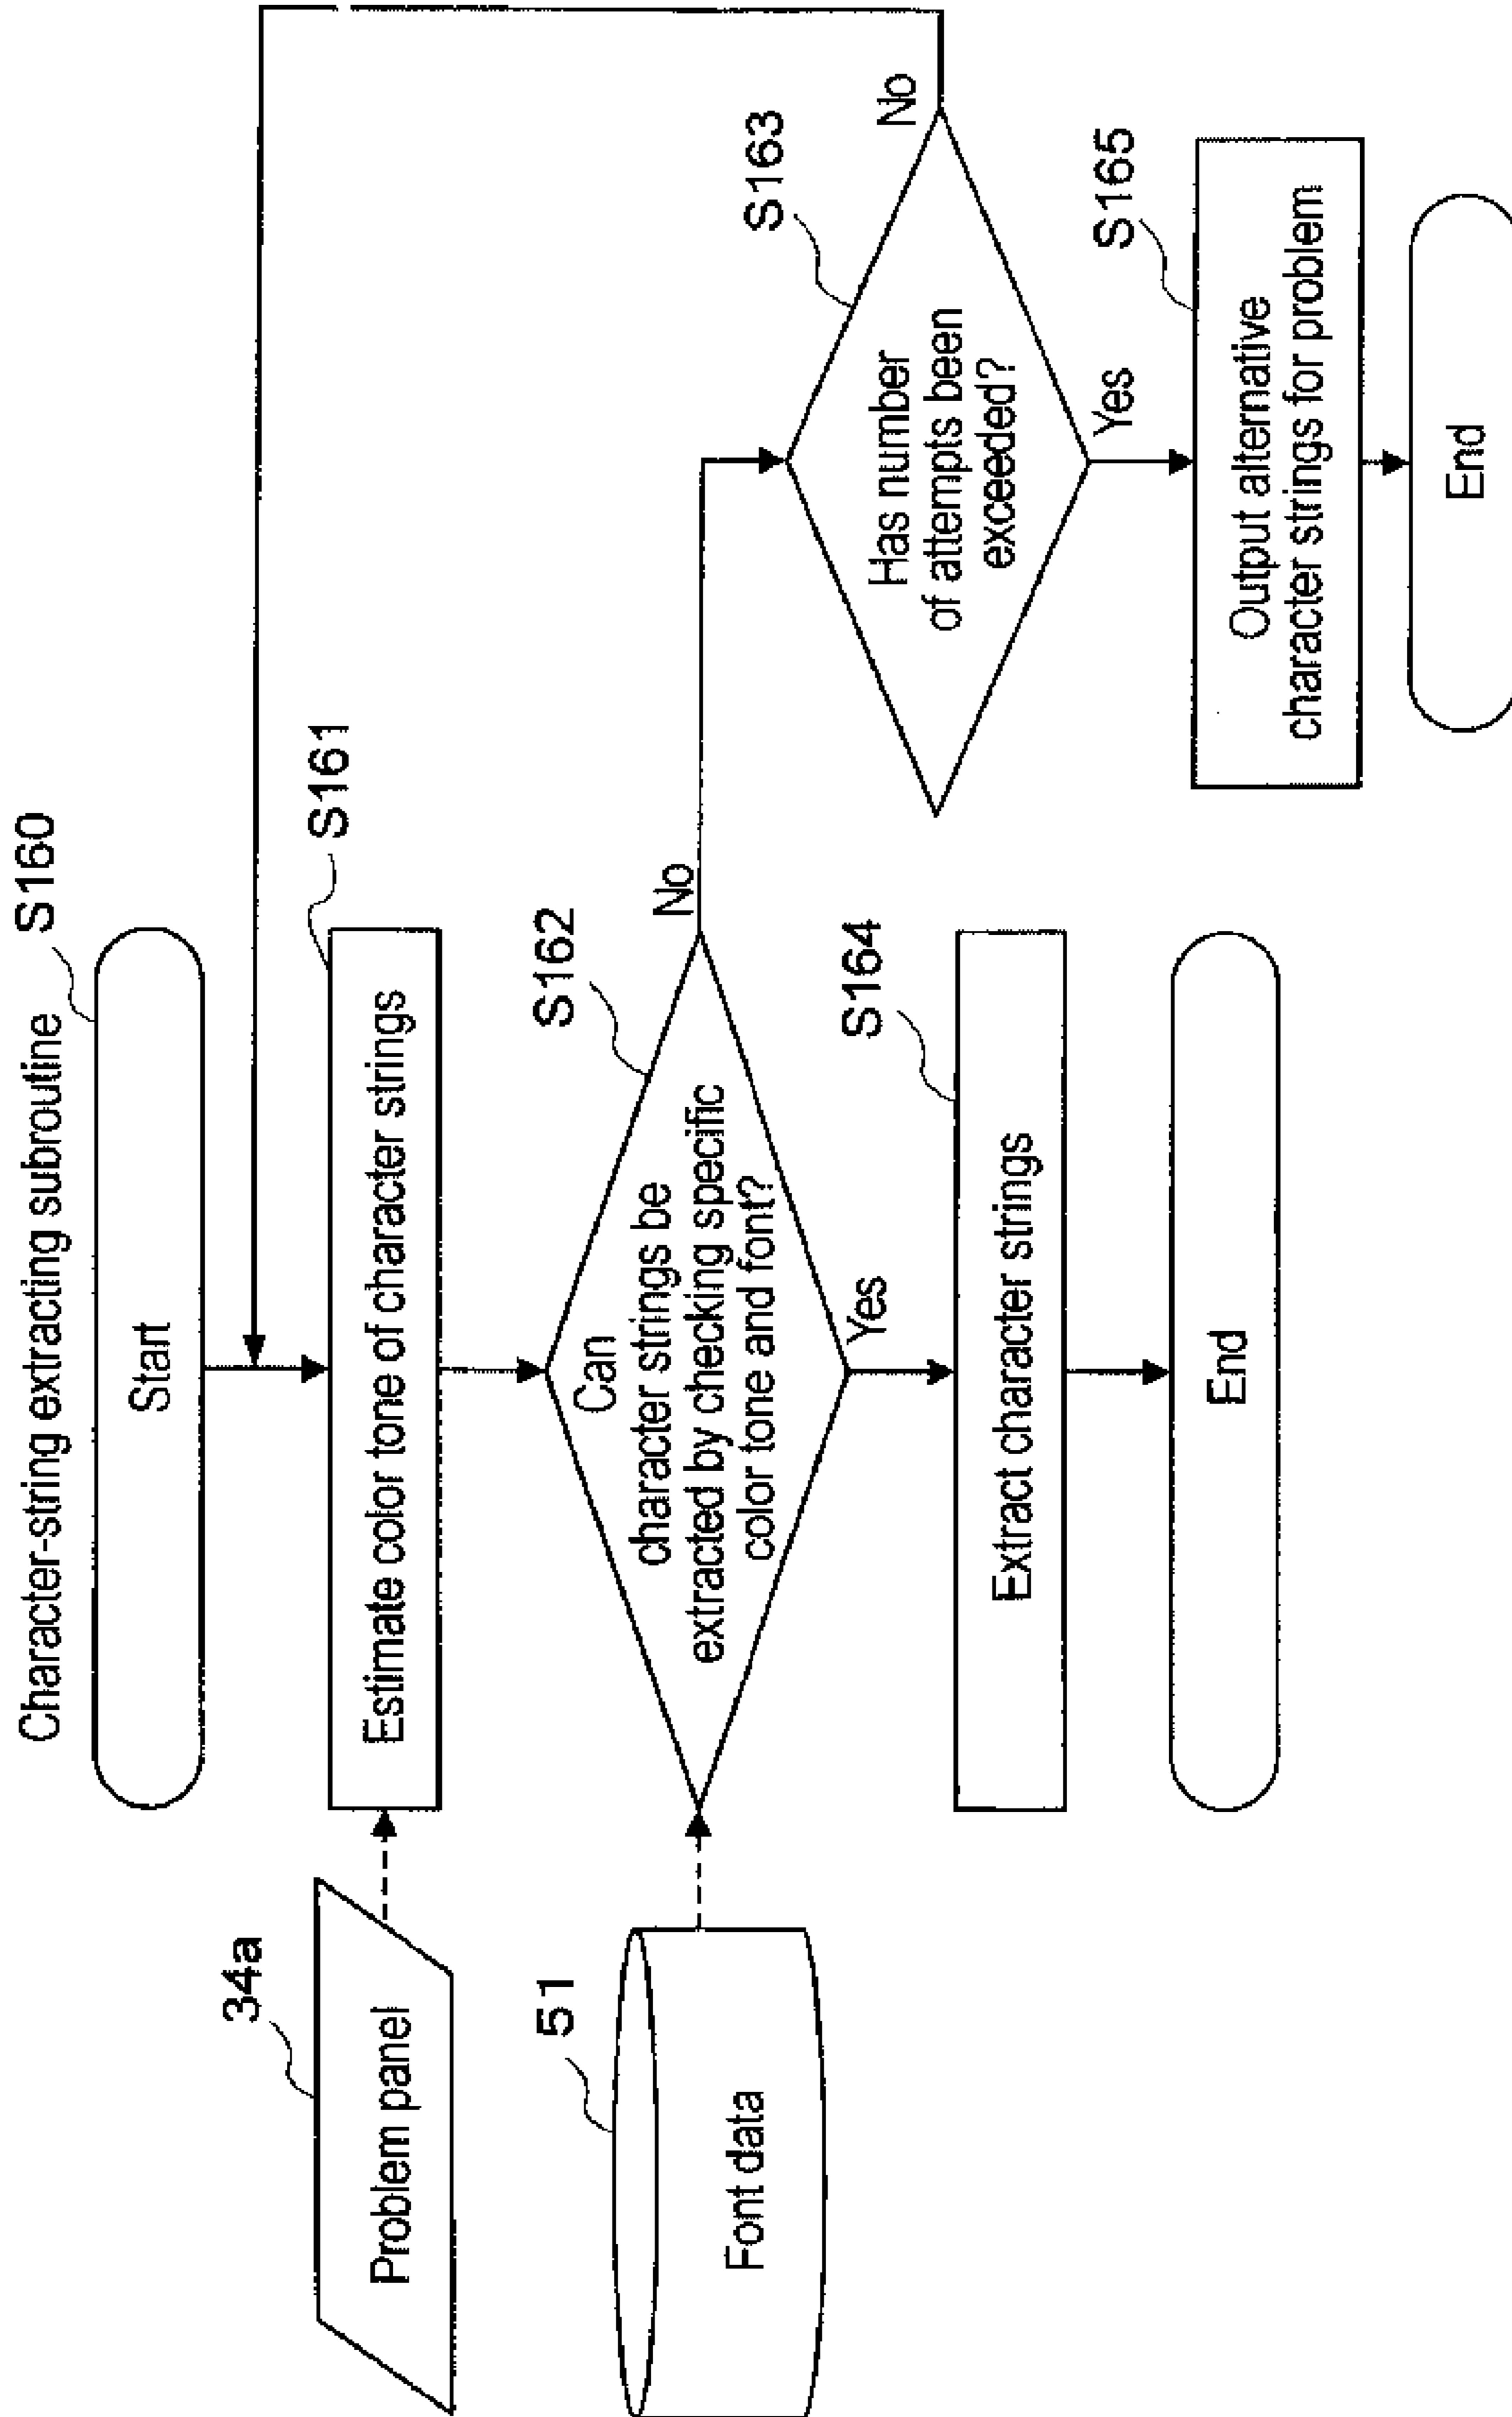 Character-string extracting subroutine
S160
Start
34a
Problem panel
S161
Estimate color tone of character strings
51
Font data
S162
Can
character strings be
extracted by checking specific
color tone and font?
No
Yes
S163
Has number
of attempts been
exceeded?
No
Yes
S164
Extract character strings
S165
Output alternative
character strings for problem
End
End